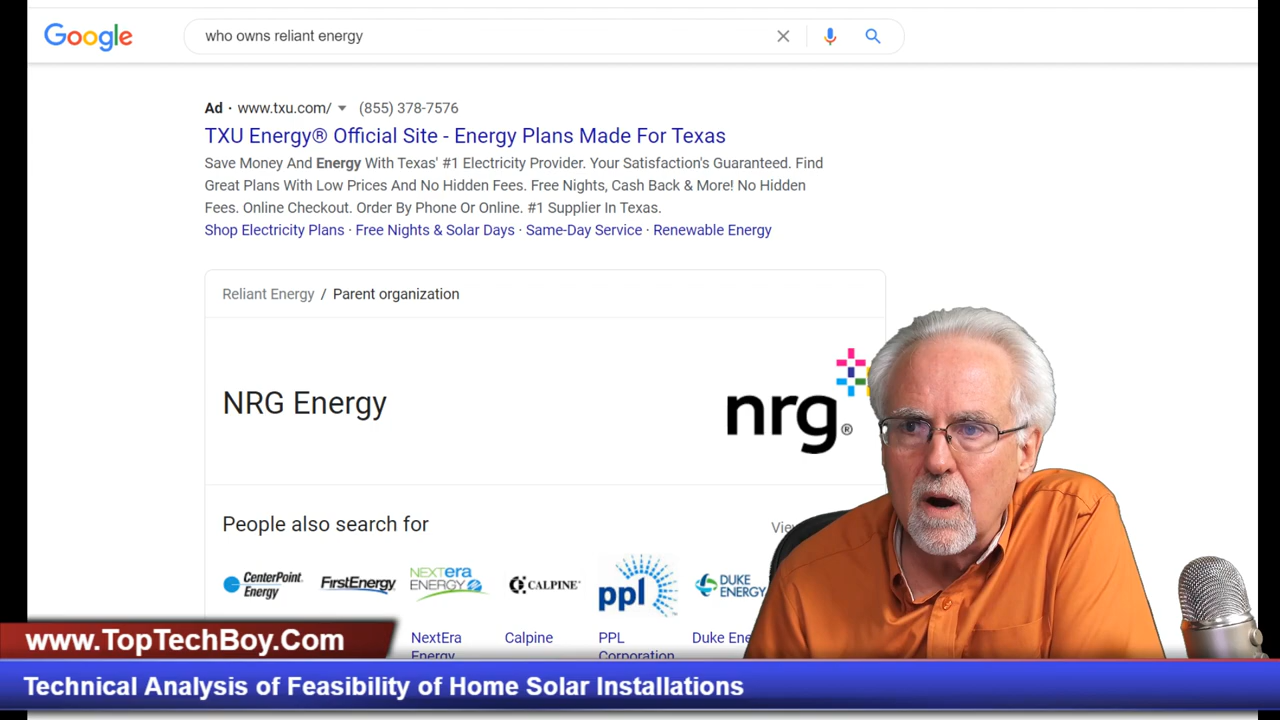 Google
who owns reliant energy
Ad · www.txu.com/ (855) 378-7576
TXU Energy® Official Site - Energy Plans Made For Texas
Save Money And Energy With Texas' #1 Electricity Provider. Your Satisfaction's Guaranteed. Find
Great Plans With Low Prices And No Hidden Fees. Free Nights, Cash Back & More! No Hidden
Fees. Online Checkout. Order By Phone Or Online. #1 Supplier In Texas.
Shop Electricity Plans · Free Nights & Solar Days · Same-Day Service · Renewable Energy
Reliant Energy / Parent organization
NRG Energy
nrg®
People also search for
CenterPoint. Energy
FirstEnergy
NEXTera ENERGY
CALPINE
ppl
DUKE ENERGY
NextEra Energy
Calpine
PPL Corporation
Duke
www.TopTechBoy.Com
Technical Analysis of Feasibility of Home Solar Installations